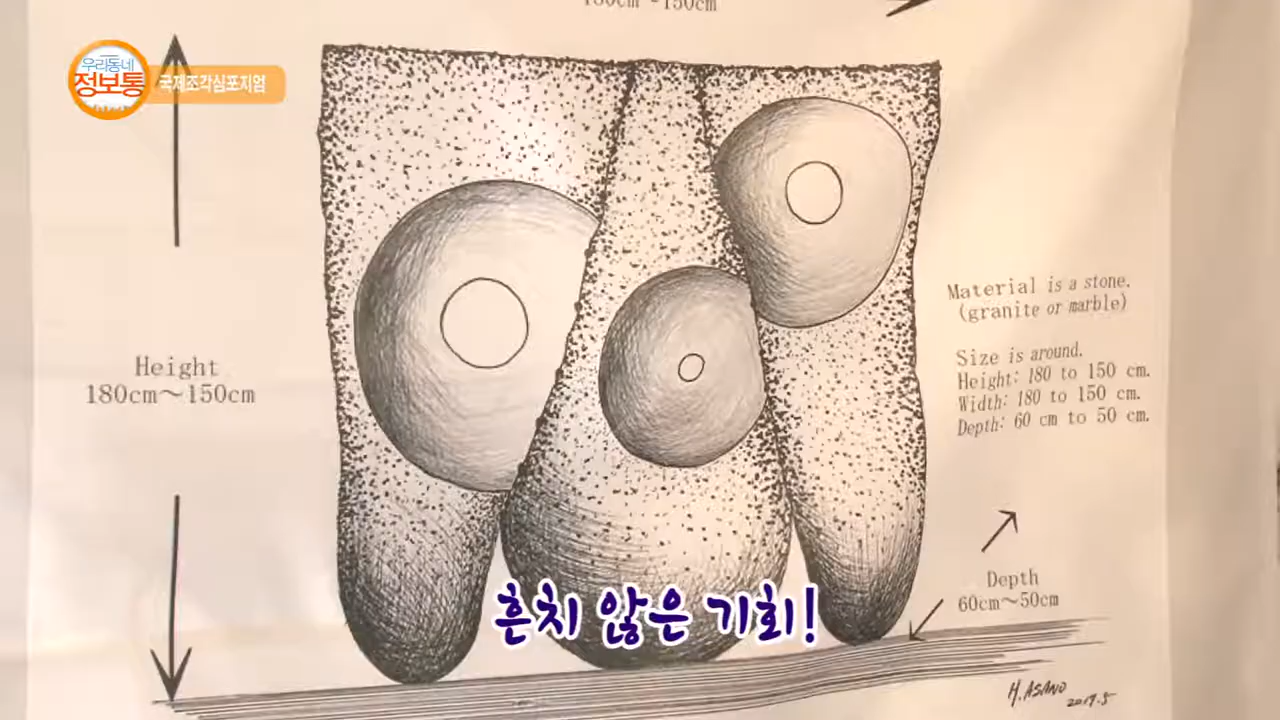 180cm~150cm
우리동네
정보통
국제조각심포지엄
Height
180cm～150cm
Material is a stone.
(granite or marble)
Size is around.
Height: 180 to 150 cm.
Width: 180 to 150 cm.
Depth: 60 cm to 50 cm.
Depth
60cm～50cm
흔치 않은 기회!
H. ASANO
2017.5